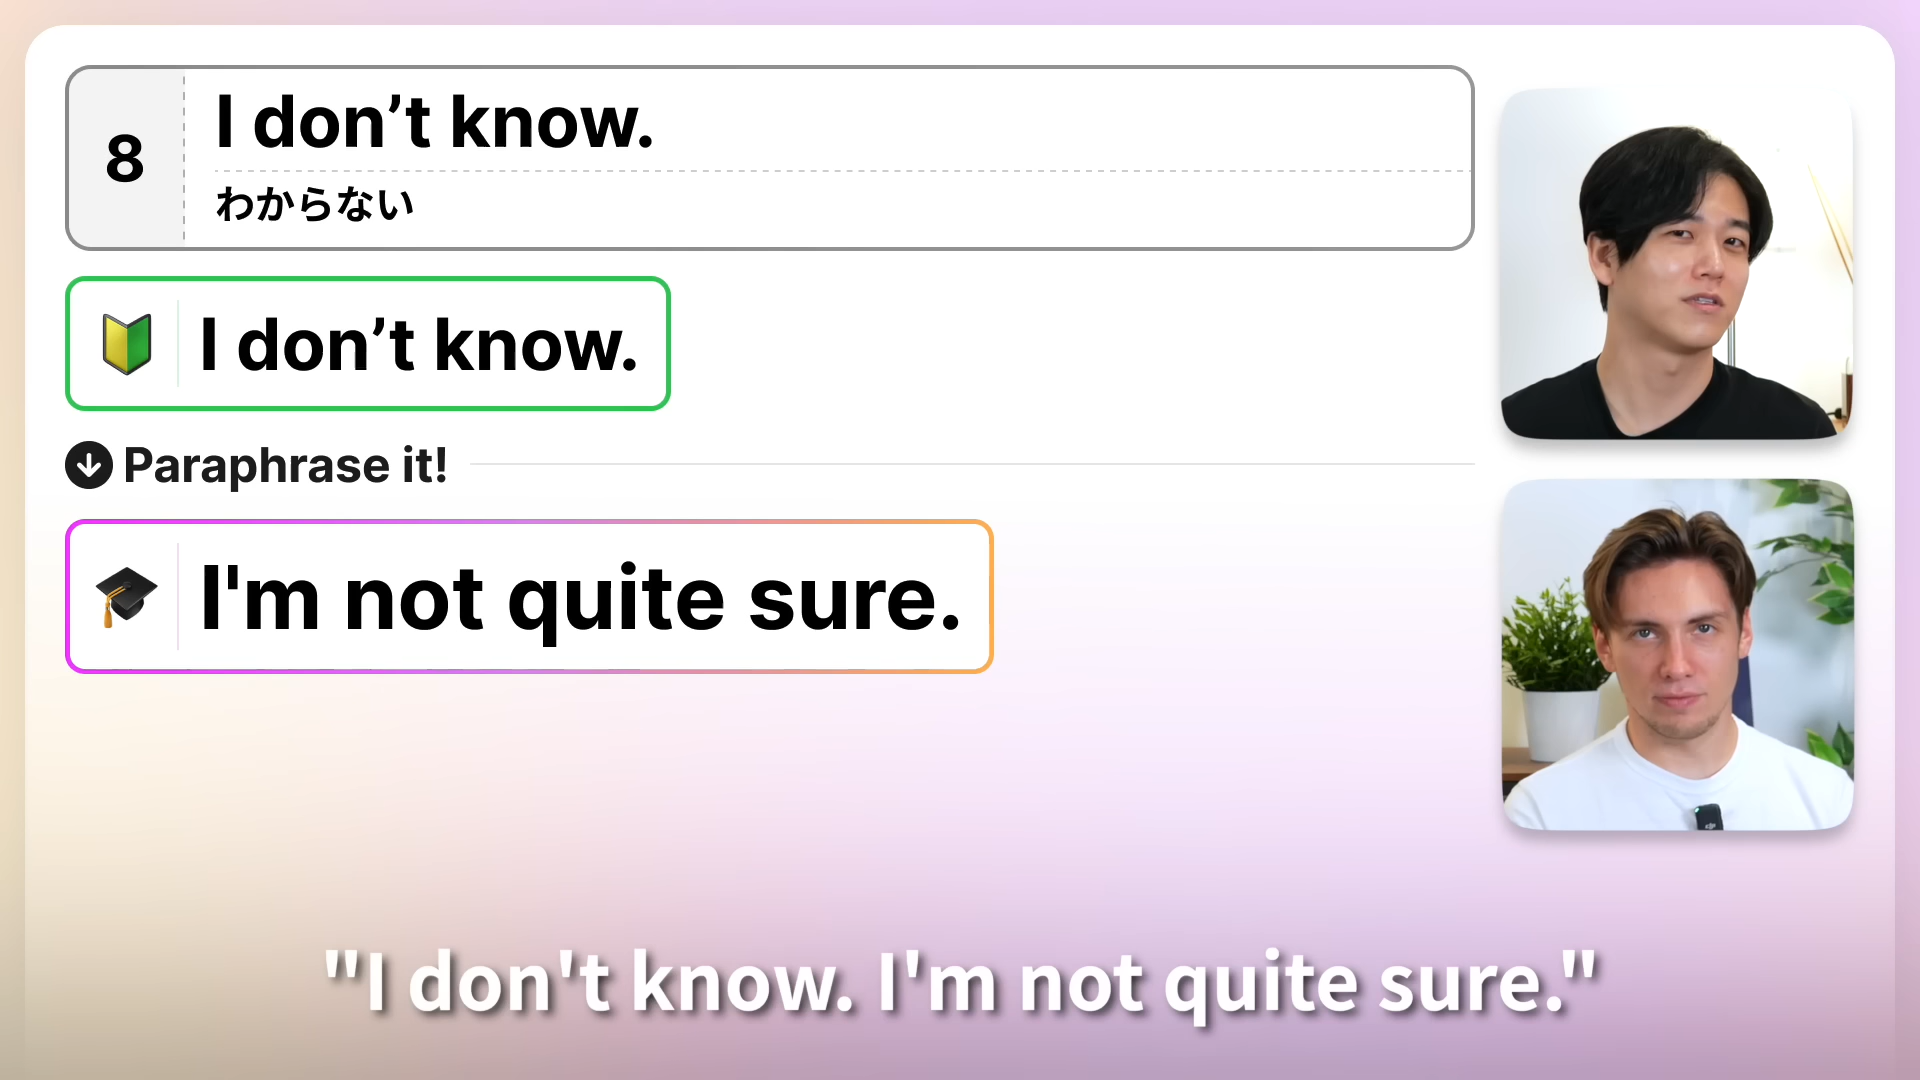 8
I don’t know.
わからない
I don’t know.
Paraphrase it!
I'm not quite sure.
"I don't know. I'm not quite sure."